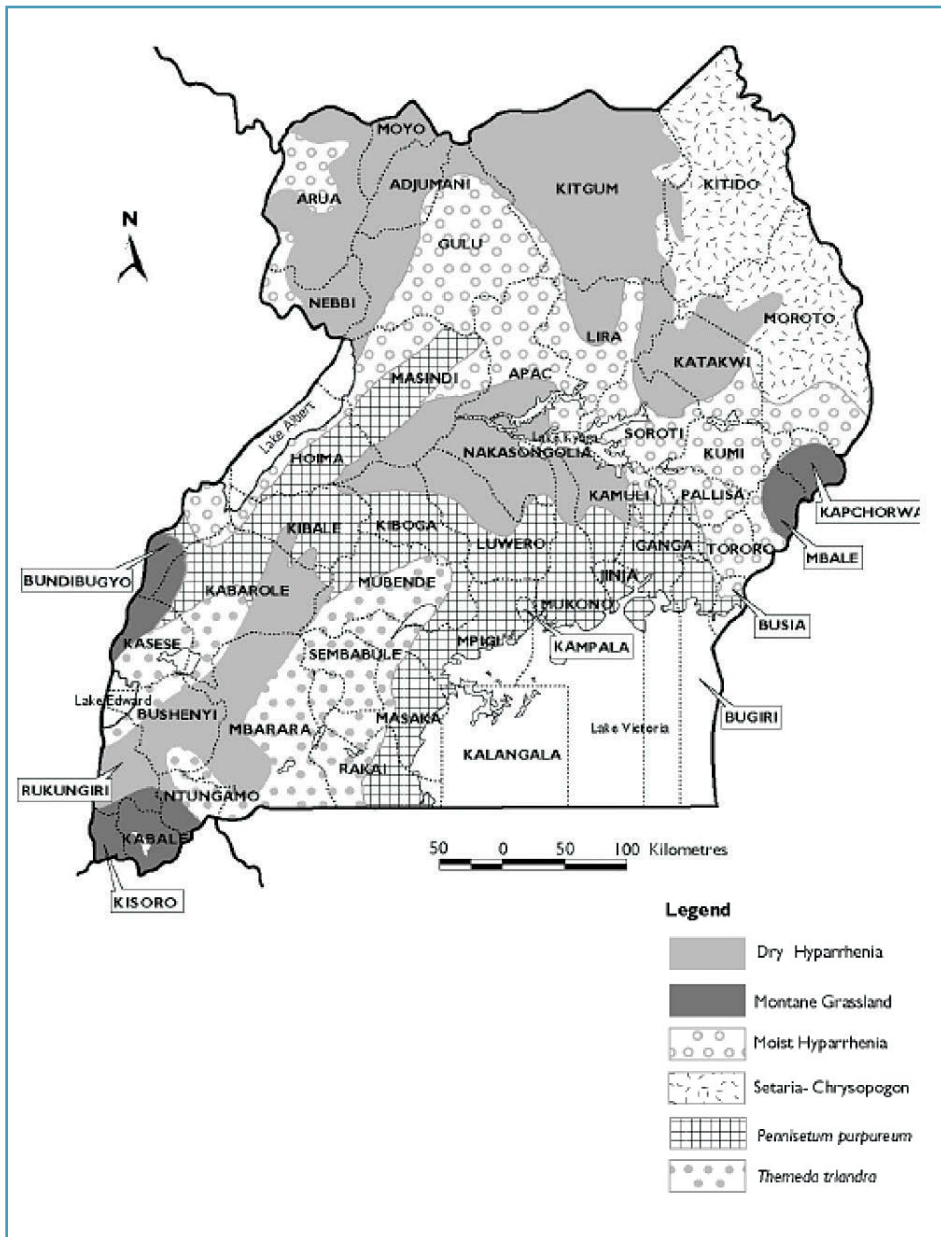 MOYO
ADJUMANI
ARUA
KITGUM
KITIDO
N
GULU
NEBBI
MOROTO
LIRA
KATAKWI
MASINDI
APAC
Lake Albert
SOROTI
HOIMA
NAKASONGOLIA
Lake Kyoga
KUMI
KAMULI
PALLISA
KAPCHORWA
KIBALE
KIBOGA
LUWERO
IGANGA
TORORO
MBALE
BUNDIBUGYO
KABAROLE
MUBENDE
JINJA
MUKONO
BUSIA
KASESE
SEMBABULE
MPIGI
KAMPALA
Lake Edward
BUSHENYI
MBARARA
MASAKA
BUGIRI
Lake Victoria
KALANGALA
RAKAI
RUKUNGIRI
NTUNGAMO
KABALE
50 0 50 100 Kilometres
KISORO
Legend
Dry Hyparrhenia
Montane Grassland
Moist Hyparrhenia
Setaria- Chrysopogon
Pennisetum purpureum
Themeda triandra